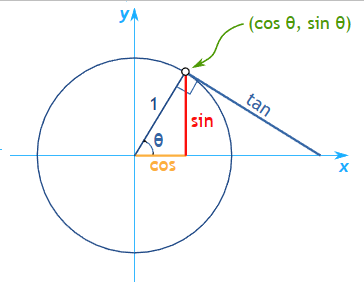 y
(cos θ, sin θ)
1
tan
sin
θ
cos
x